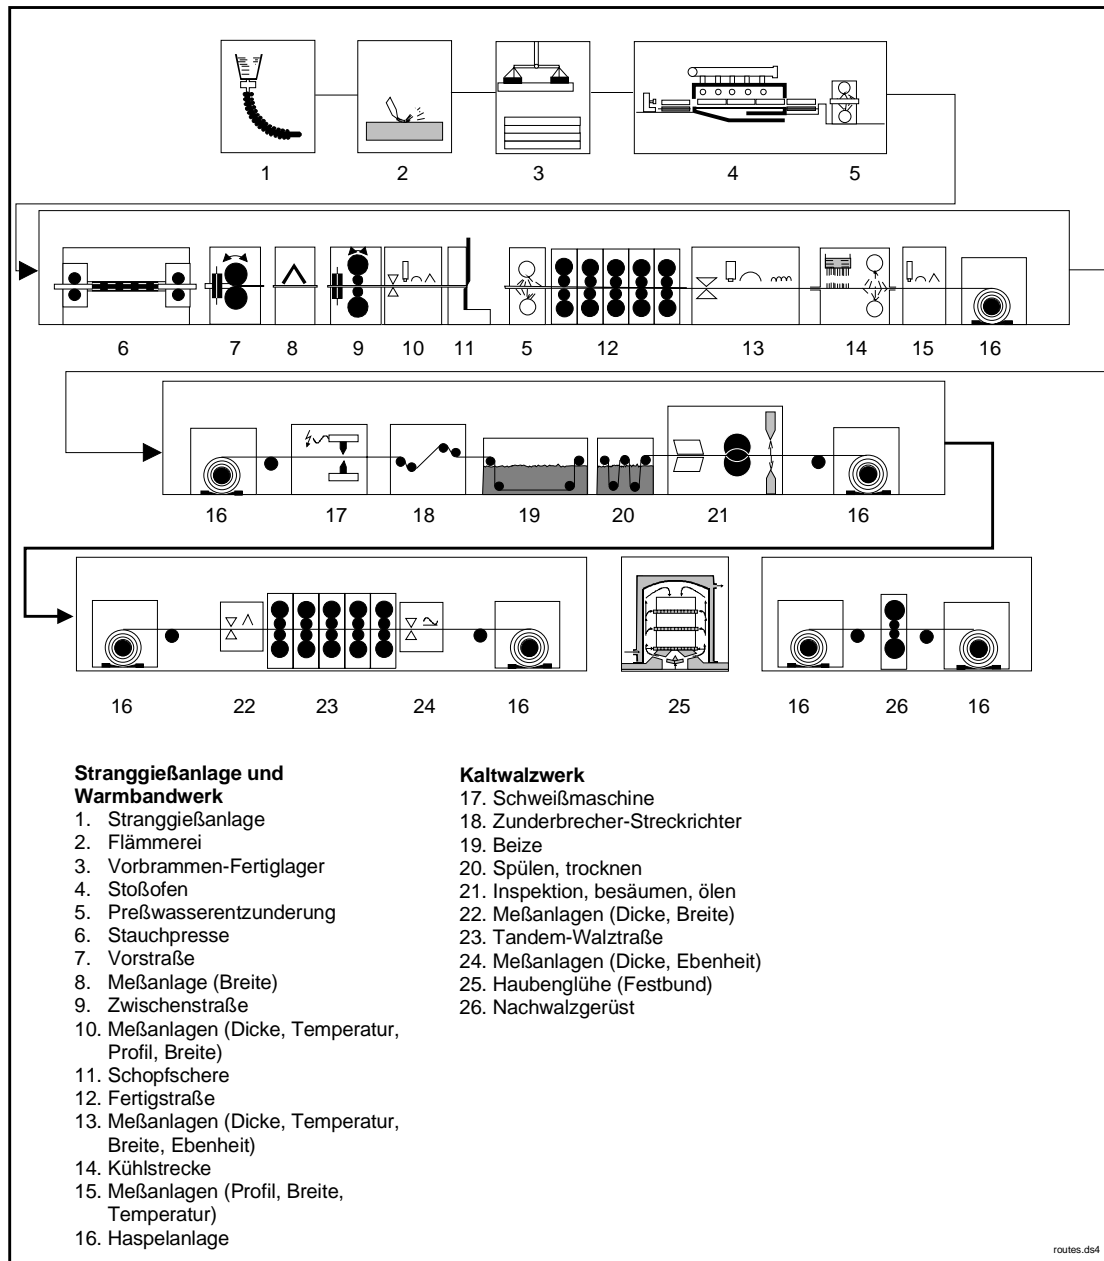 1 2 3 4 5
6 7 8 9 10 11 5 12 13 14 15 16
16 17 18 19 20 21 16
16 22 23 24 16 25 16 26 16
Stranggießanlage und
Warmbandwerk
1. Stranggießanlage
2. Flämmerei
3. Vorbrammen-Fertiglager
4. Stoßofen
5. Preßwasserentzunderung
6. Stauchpresse
7. Vorstraße
8. Meßanlage (Breite)
9. Zwischenstraße
10. Meßanlagen (Dicke, Temperatur,
Profil, Breite)
11. Schopfschere
12. Fertigstraße
13. Meßanlagen (Dicke, Temperatur,
Breite, Ebenheit)
14. Kühlstrecke
15. Meßanlagen (Profil, Breite,
Temperatur)
16. Haspelanlage
Kaltwalzwerk
17. Schweißmaschine
18. Zunderbrecher-Streckrichter
19. Beize
20. Spülen, trocknen
21. Inspektion, besäumen, ölen
22. Meßanlagen (Dicke, Breite)
23. Tandem-Walztraße
24. Meßanlagen (Dicke, Ebenheit)
25. Haubenglühe (Festbund)
26. Nachwalzgerüst
routes.ds4